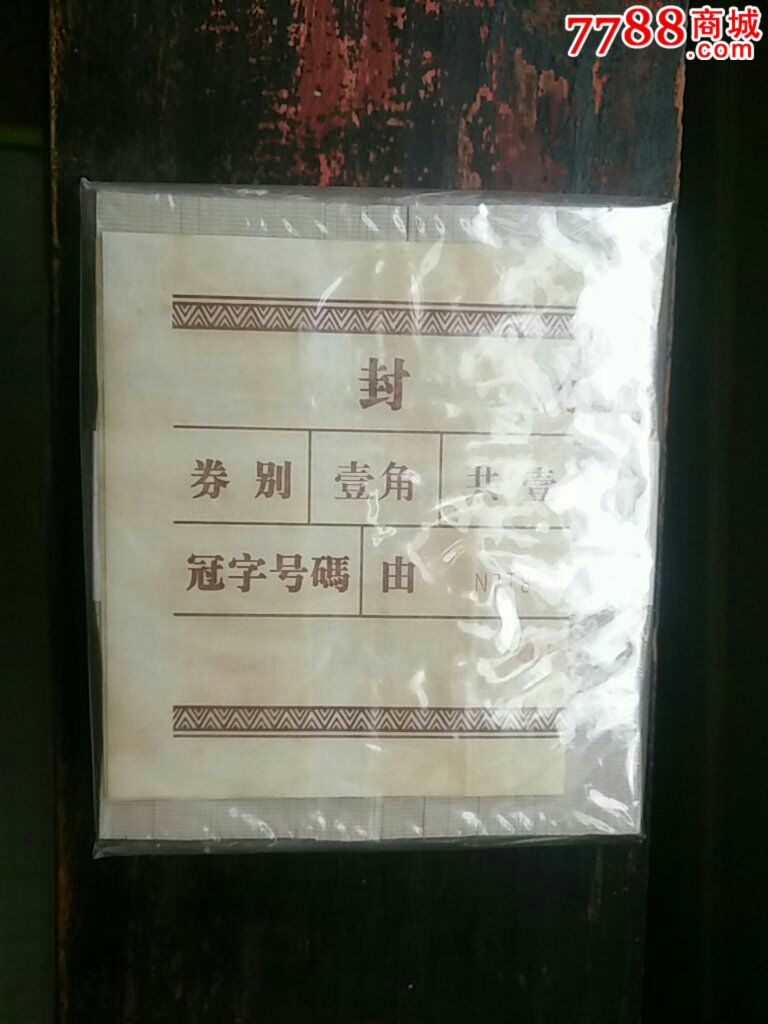 7788商城
.com
封
券别 壹角 共壹
冠字号碼 由